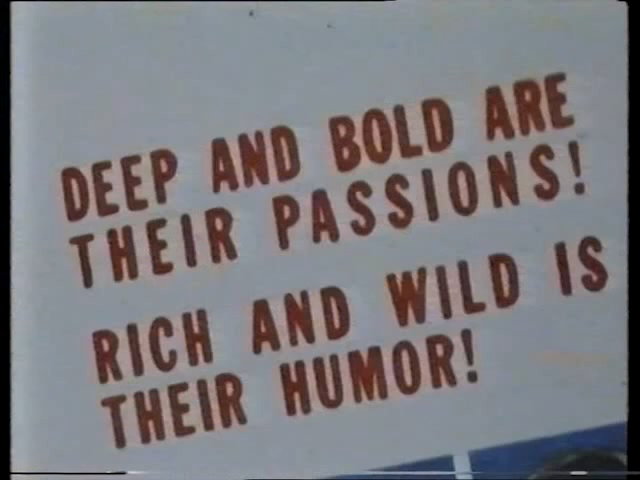 DEEP AND BOLD ARE
THEIR PASSIONS!
RICH AND WILD IS
THEIR HUMOR!